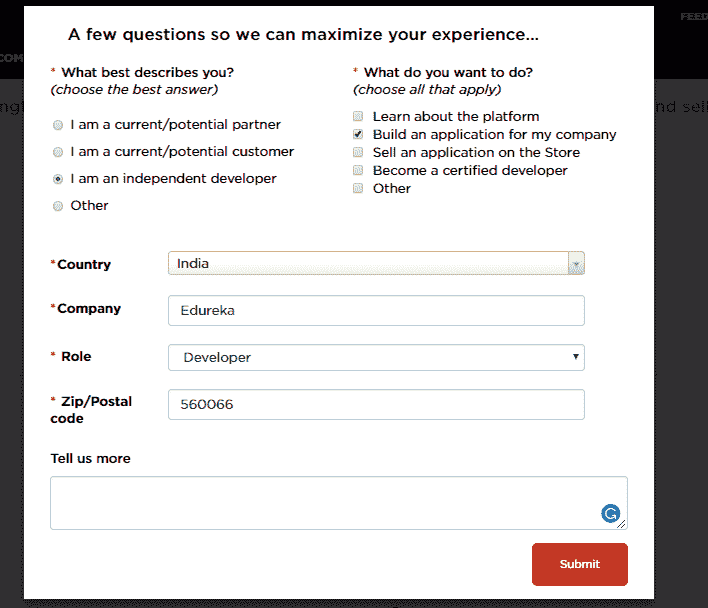 FEED
COM
A few questions so we can maximize your experience...
* What best describes you?
(choose the best answer)
I am a current/potential partner
I am a current/potential customer
I am an independent developer
Other
* What do you want to do?
(choose all that apply)
Learn about the platform
Build an application for my company
Sell an application on the Store
Become a certified developer
Other
*Country
India
*Company
Edureka
* Role
Developer
* Zip/Postal
code
560066
Tell us more
Submit